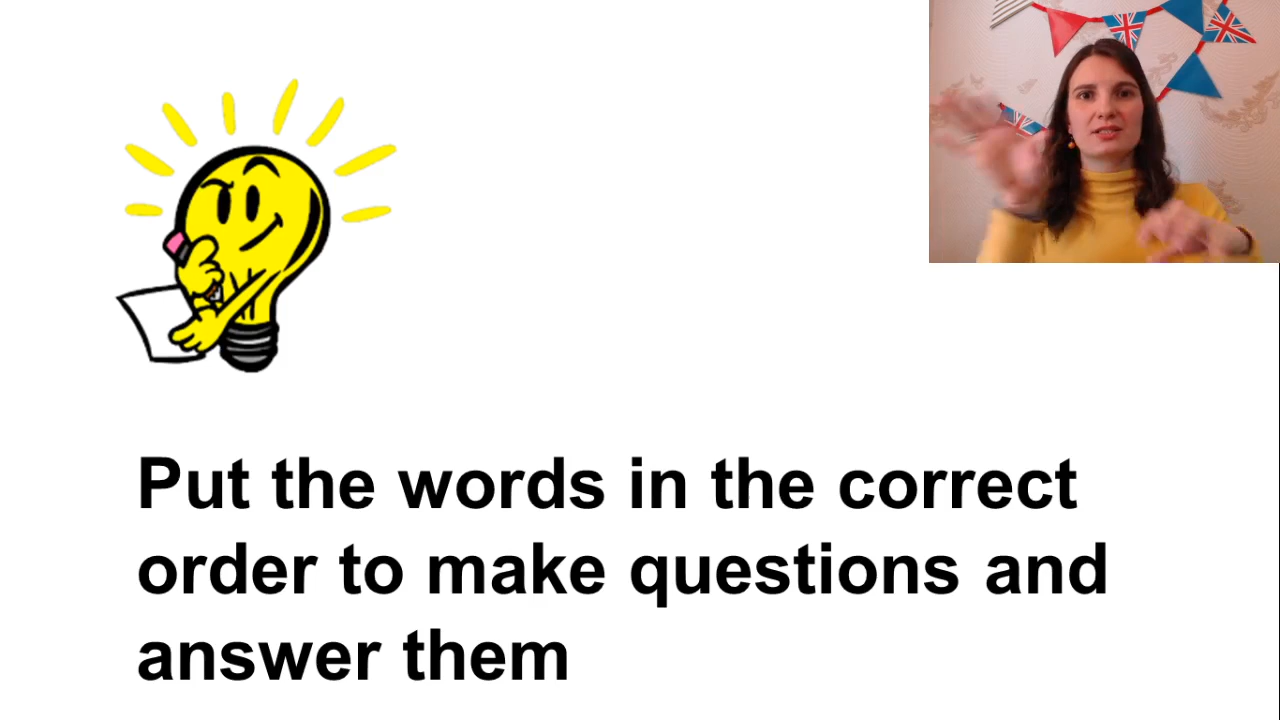 Put the words in the correct
order to make questions and
answer them